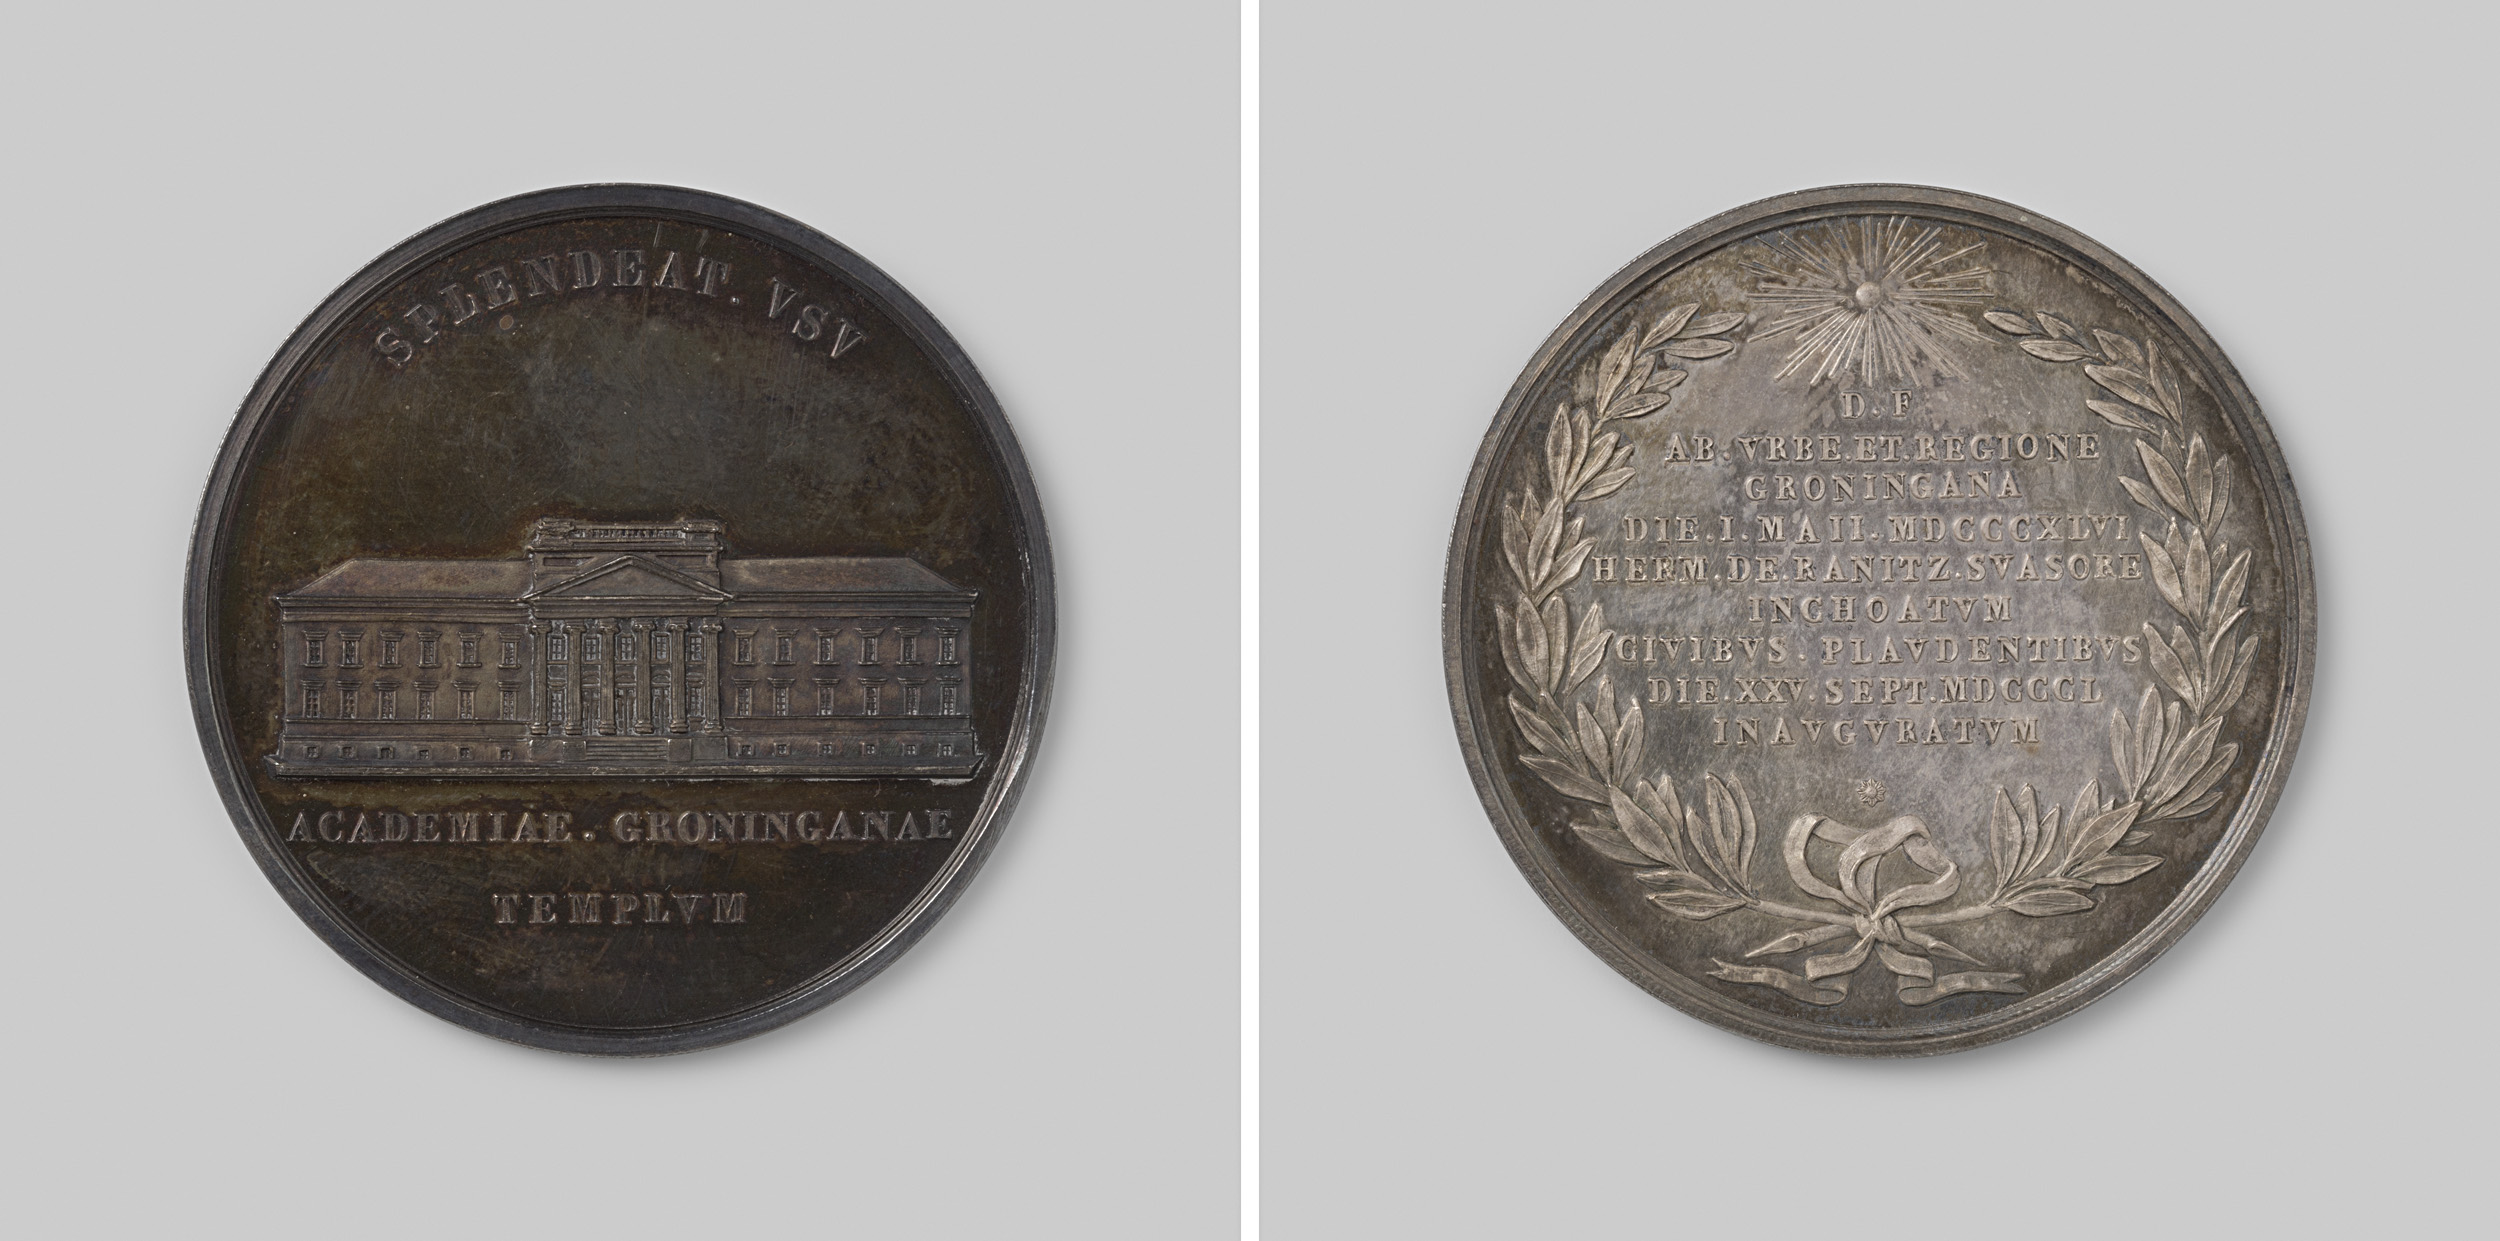 SPLENDEAT. VSV
ACADEMIAE. GRONINGANAE
TEMPLVM
D.F
AB.VRBE.ET.REGIONE
GRONINGANA
DIE.I.MAII.MDCCCXLVI
HERM.DE.RANITZ.SVASORE
INCHOATVM
CIVIBVS. PLAVDENTIBVS
DIE.XXV.SEPT.MDCCCL
INAVGVRATVM